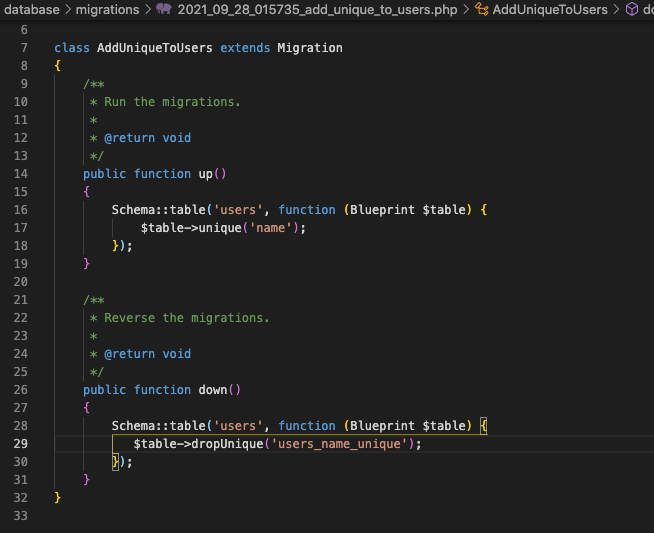 database > migrations > 2021_09_28_015735_add_unique_to_users.php > AddUniqueToUsers >
6
7 class AddUniqueToUsers extends Migration
8 {
9 /**
10 * Run the migrations.
11 *
12 * @return void
13 */
14 public function up()
15 {
16 Schema::table('users', function (Blueprint $table) {
17 $table->unique('name');
18 });
19 }
20
21 /**
22 * Reverse the migrations.
23 *
24 * @return void
25 */
26 public function down()
27 {
28 Schema::table('users', function (Blueprint $table) {
29 $table->dropUnique('users_name_unique');
30 });
31 }
32 }
33